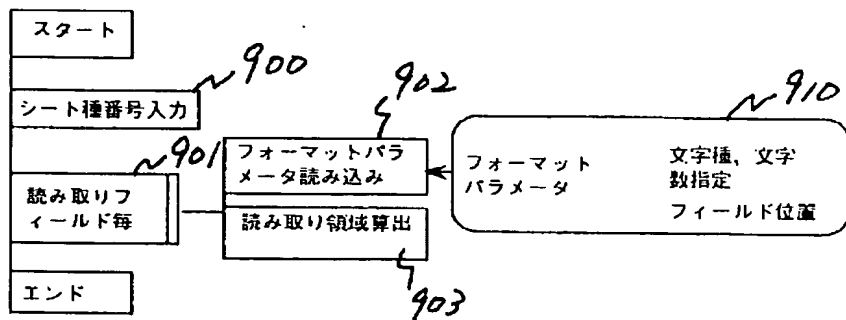 スタート
900
シート種番号入力
902
910
901
フォーマットパラ
メータ読み込み
フォーマット
パラメータ
文字種、文字
数指定
フィールド位置
読み取りフ
ィールド毎
読み取り領域算出
エンド
903